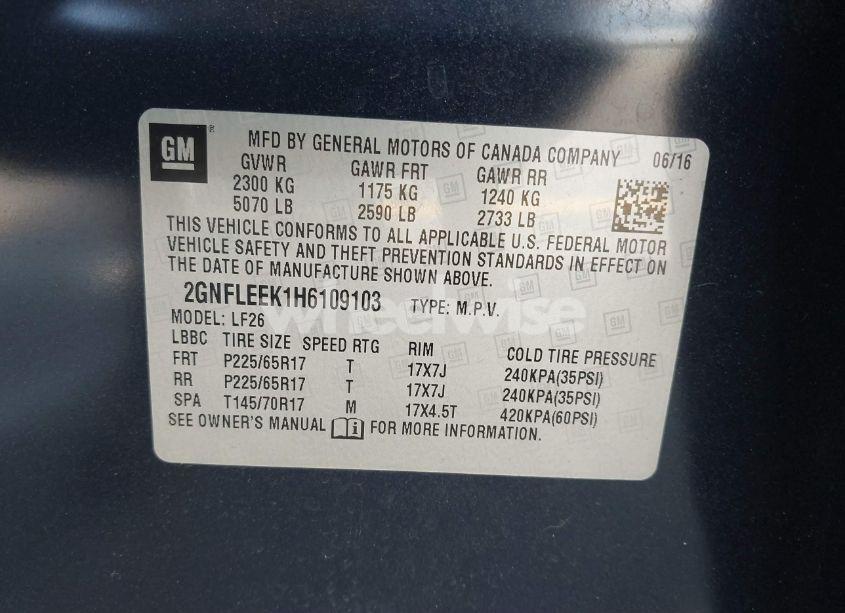 GM ®
MFD BY GENERAL MOTORS OF CANADA COMPANY 06/16
GVWR GAWR FRT GAWR RR
2300 KG 1175 KG 1240 KG
5070 LB 2590 LB 2733 LB
THIS VEHICLE CONFORMS TO ALL APPLICABLE U.S. FEDERAL MOTOR
VEHICLE SAFETY AND THEFT PREVENTION STANDARDS IN EFFECT ON
THE DATE OF MANUFACTURE SHOWN ABOVE.
2GNFLEEK1H6109103 TYPE: M.P.V.
wheelwise
MODEL: LF26
LBBC TIRE SIZE SPEED RTG RIM COLD TIRE PRESSURE
FRT P225/65R17 T 17X7J 240KPA(35PSI)
RR P225/65R17 T 17X7J 240KPA(35PSI)
SPA T145/70R17 M 17X4.5T 420KPA(60PSI)
SEE OWNER'S MANUAL FOR MORE INFORMATION.